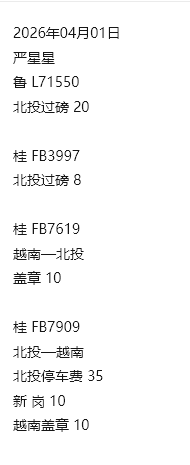 2026年04月01日
严星星
鲁 L71550
北投过磅 20
桂 FB3997
北投过磅 8
桂 FB7619
越南—北投
盖章 10
桂 FB7909
北投—越南
北投停车费 35
新 岗 10
越南盖章 10